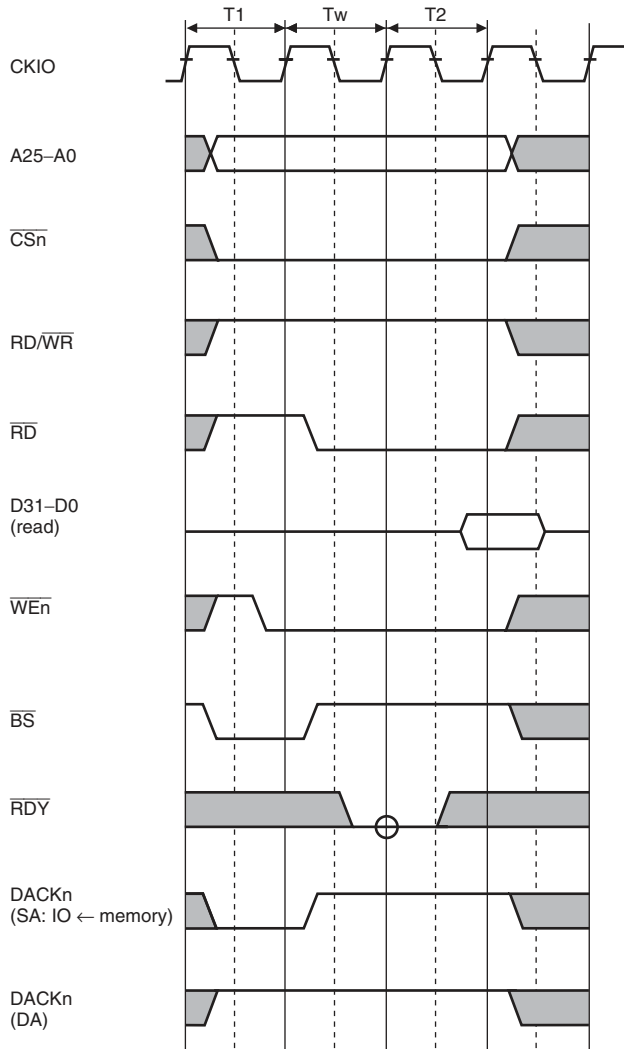 T1 Tw T2
CKIO
A25–A0
CSn
RD/WR
RD
D31–D0
(read)
WEn
BS
RDY
DACKn
(SA: IO ← memory)
DACKn
(DA)